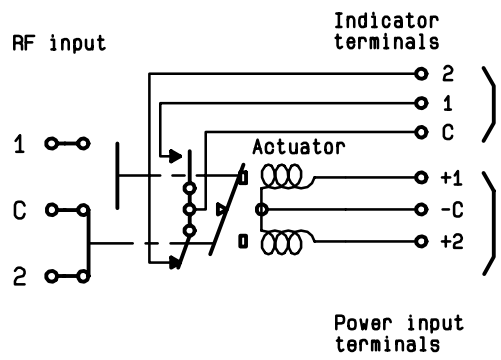 Indicator
terminals
RF input
2
1
C
Actuator
1
+1
C
-C
+2
2
Power input
terminals